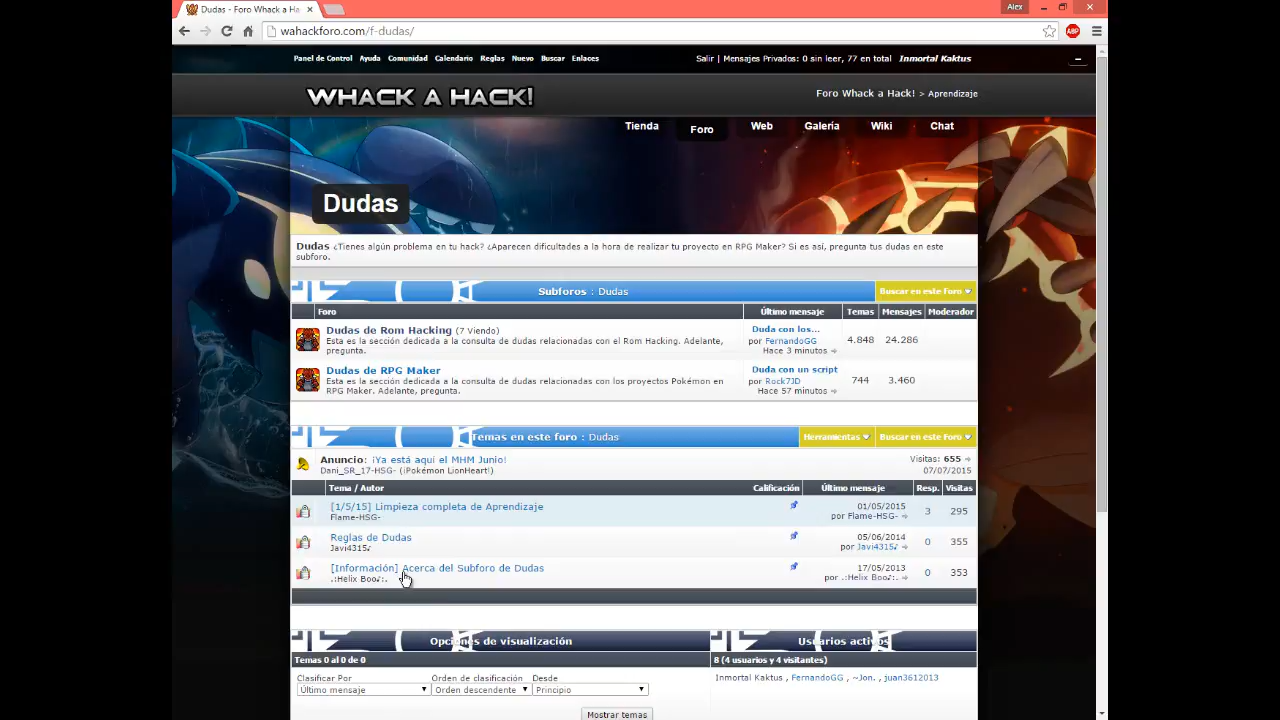 Dudas - Foro Whack a Ha
Alex
wahackforo.com/f-dudas/
ABP
Panel de Control Ayuda Comunidad Calendario Reglas Nuevo Buscar Enlaces
Salir | Mensajes Privados: 0 sin leer, 77 en total Inmortal Kaktus
WHACK A HACK!
Foro Whack a Hack! > Aprendizaje
Tienda Foro Web Galería Wiki Chat
Dudas
Dudas ¿Tienes algún problema en tu hack? ¿Aparecen dificultades a la hora de realizar tu proyecto en RPG Maker? Si es así, pregunta tus dudas en este
subforo.
Subforos : Dudas Buscar en este Foro
Foro Último mensaje Temas Mensajes Moderador
Dudas de Rom Hacking (7 Viendo)
Esta es la sección dedicada a la consulta de dudas relacionadas con el Rom Hacking. Adelante,
pregunta.
Duda con los...
por FernandoGG
Hace 3 minutos
4.848 24.286
Dudas de RPG Maker
Esta es la sección dedicada a la consulta de dudas relacionadas con los proyectos Pokémon en
RPG Maker. Adelante, pregunta.
Duda con un script
por Rock7JD
Hace 57 minutos
744 3.460
Temas en este foro : Dudas Herramientas Buscar en este Foro
Anuncio: ¡Ya está aquí el MHM Junio! Visitas: 655
Dani_SR_17-HSG- (¡Pokémon LionHeart!) 07/07/2015
Tema / Autor Calificación Último mensaje Resp. Visitas
[1/5/15] Limpieza completa de Aprendizaje
Flame-HSG-
01/05/2015
por Flame-HSG-
3 295
Reglas de Dudas
Javi4315♪
05/06/2014
por Javi4315♪
0 355
[Información] Acerca del Subforo de Dudas
.:Helix Boo♪:.
17/05/2013
por .:Helix Boo♪:.
0 353
Opciones de visualización
Usuarios activos
Temas 0 al 0 de 0
8 (4 usuarios y 4 visitantes)
Clasificar Por Orden de clasificación Desde
Último mensaje Orden descendente Principio
Inmortal Kaktus , FernandoGG , ~Jon. , juan3612013
Mostrar temas